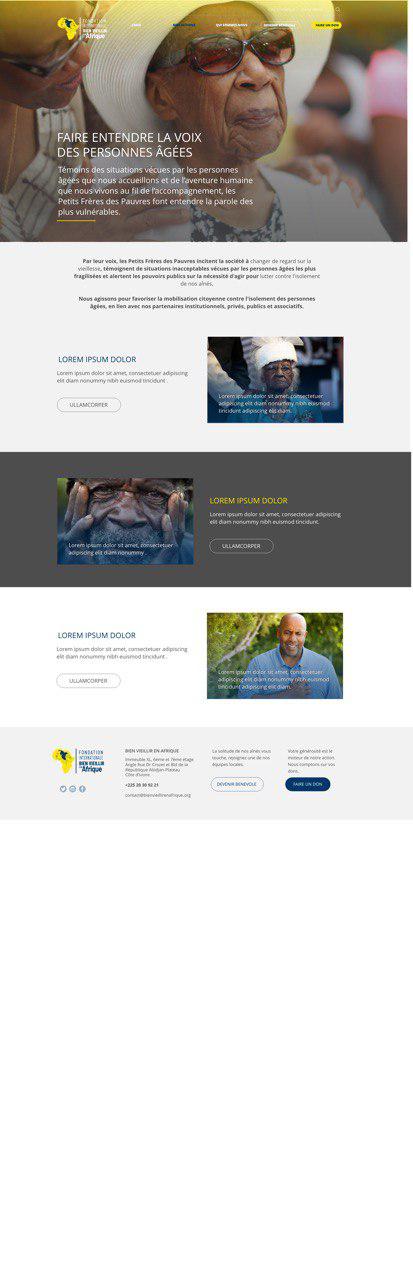 FONDATION
INTERNATIONALE
BIEN VIEILLIR
en Afrique
QUI SOMMES-NOUS
DEVENIR BENEVOLE
FAIRE UN DON
FAIRE ENTENDRE LA VOIX
DES PERSONNES ÂGÉES
Témoins des situations vécues par les personnes
âgées que nous accueillons et de l'aventure humaine
que nous vivons au fil de l'accompagnement, les
Petits Frères des Pauvres font entendre la parole des
plus vulnérables.
Par leur voix, les Petits Frères des Pauvres incitent la société à changer de regard sur la
vieillesse, témoignent de situations inacceptables vécues par les personnes âgées les plus
fragilisées et alertent les pouvoirs publics sur la nécessité d'agir pour lutter contre l'isolement
de nos aînés.
Nous agissons pour favoriser la mobilisation citoyenne contre l'isolement des personnes
âgées, en lien avec nos partenaires institutionnels, privés, publics et associatifs.
LOREM IPSUM DOLOR
Lorem ipsum dolor sit amet, consectetuer adipiscing
elit diam nonummy nibh euismod tincidunt .
ULLAMCORPER
Lorem ipsum dolor sit amet, consectetuer
adipiscing elit diam nonummy nibh euismod
tincidunt adipiscing elit diam.
Lorem ipsum dolor sit amet, consectetuer
adipiscing elit diam nonummy .
LOREM IPSUM DOLOR
Lorem ipsum dolor sit amet, consectetuer adipiscing
elit diam nonummy nibh euismod tincidunt.
ULLAMCORPER
LOREM IPSUM DOLOR
Lorem ipsum dolor sit amet, consectetuer adipiscing
elit diam nonummy nibh euismod tincidunt .
ULLAMCORPER
Lorem ipsum dolor sit amet, consectetuer
adipiscing elit diam nonummy nibh euismod
tincidunt adipiscing elit diam.
FONDATION
INTERNATIONALE
BIEN VIEILLIR
en Afrique
BIEN VIEILLIR EN AFRIQUE
Immeuble XL, 6ème et 7ème étage
Angle Rue Dr Crozet et Bld de la
République Abidjan-Plateau
Côte d'Ivoire
+225 20 30 92 21
contact@bienvieillirenafrique.org
La solitude de nos aînés vous
touche, rejoignez une de nos
équipes locales.
DEVENIR BENEVOLE
Votre générosité est le
moteur de notre action.
Nous comptons sur vos
dons.
FAIRE UN DON